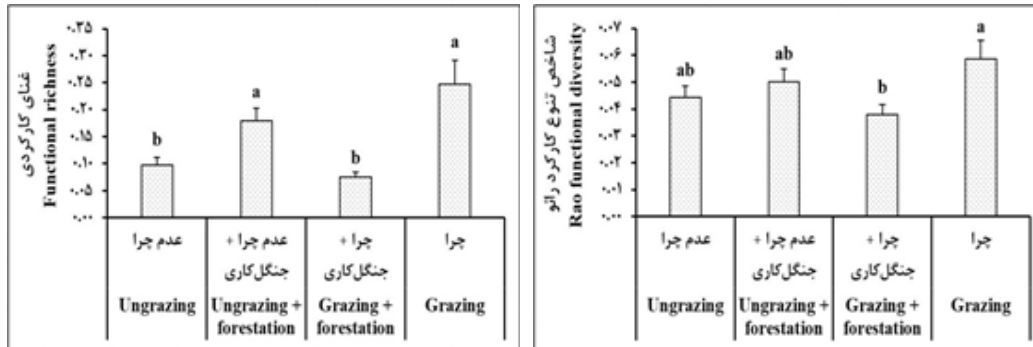 غنای کارکردی
Functional richness
۰.۳۵
۰.۳۰
۰.۲۵
۰.۲۰
۰.۱۵
۰.۱۰
۰.۰۵
۰.۰۰
b
a
b
a
عدم چرا
عدم چرا +
جنگل‌کاری
چرا +
جنگل‌کاری
چرا
Ungrazing
Ungrazing +
forestation
Grazing +
forestation
Grazing
شاخص تنوع کارکرد رائو
Rao functional diversity
۰.۰۷
۰.۰۶
۰.۰۵
۰.۰۴
۰.۰۳
۰.۰۲
۰.۰۱
۰.۰۰
ab
ab
b
a
عدم چرا
عدم چرا +
جنگل‌کاری
چرا +
جنگل‌کاری
چرا
Ungrazing
Ungrazing +
forestation
Grazing +
forestation
Grazing